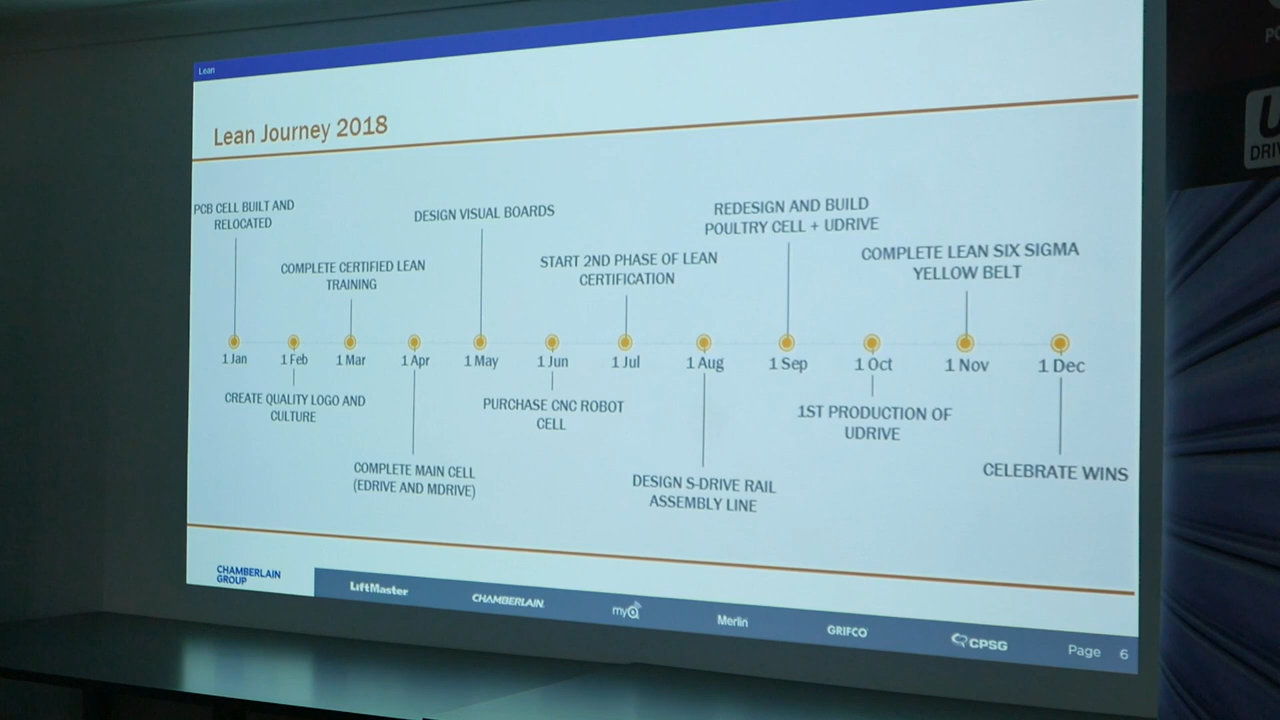 Lean
Lean Journey 2018
PCB CELL BUILT AND
RELOCATED
DESIGN VISUAL BOARDS
REDESIGN AND BUILD
POULTRY CELL + UDRIVE
COMPLETE CERTIFIED LEAN
TRAINING
START 2ND PHASE OF LEAN
CERTIFICATION
COMPLETE LEAN SIX SIGMA
YELLOW BELT
1 Jan
1 Feb
1 Mar
1 Apr
1 May
1 Jun
1 Jul
1 Aug
1 Sep
1 Oct
1 Nov
1 Dec
CREATE QUALITY LOGO AND
CULTURE
PURCHASE CNC ROBOT
CELL
1ST PRODUCTION OF
UDRIVE
COMPLETE MAIN CELL
(EDRIVE AND MDRIVE)
DESIGN S-DRIVE RAIL
ASSEMBLY LINE
CELEBRATE WINS
CHAMBERLAIN
GROUP
LiftMaster
CHAMBERLAIN
myQ
Merlin
GRIFCO
CPSG
Page 6